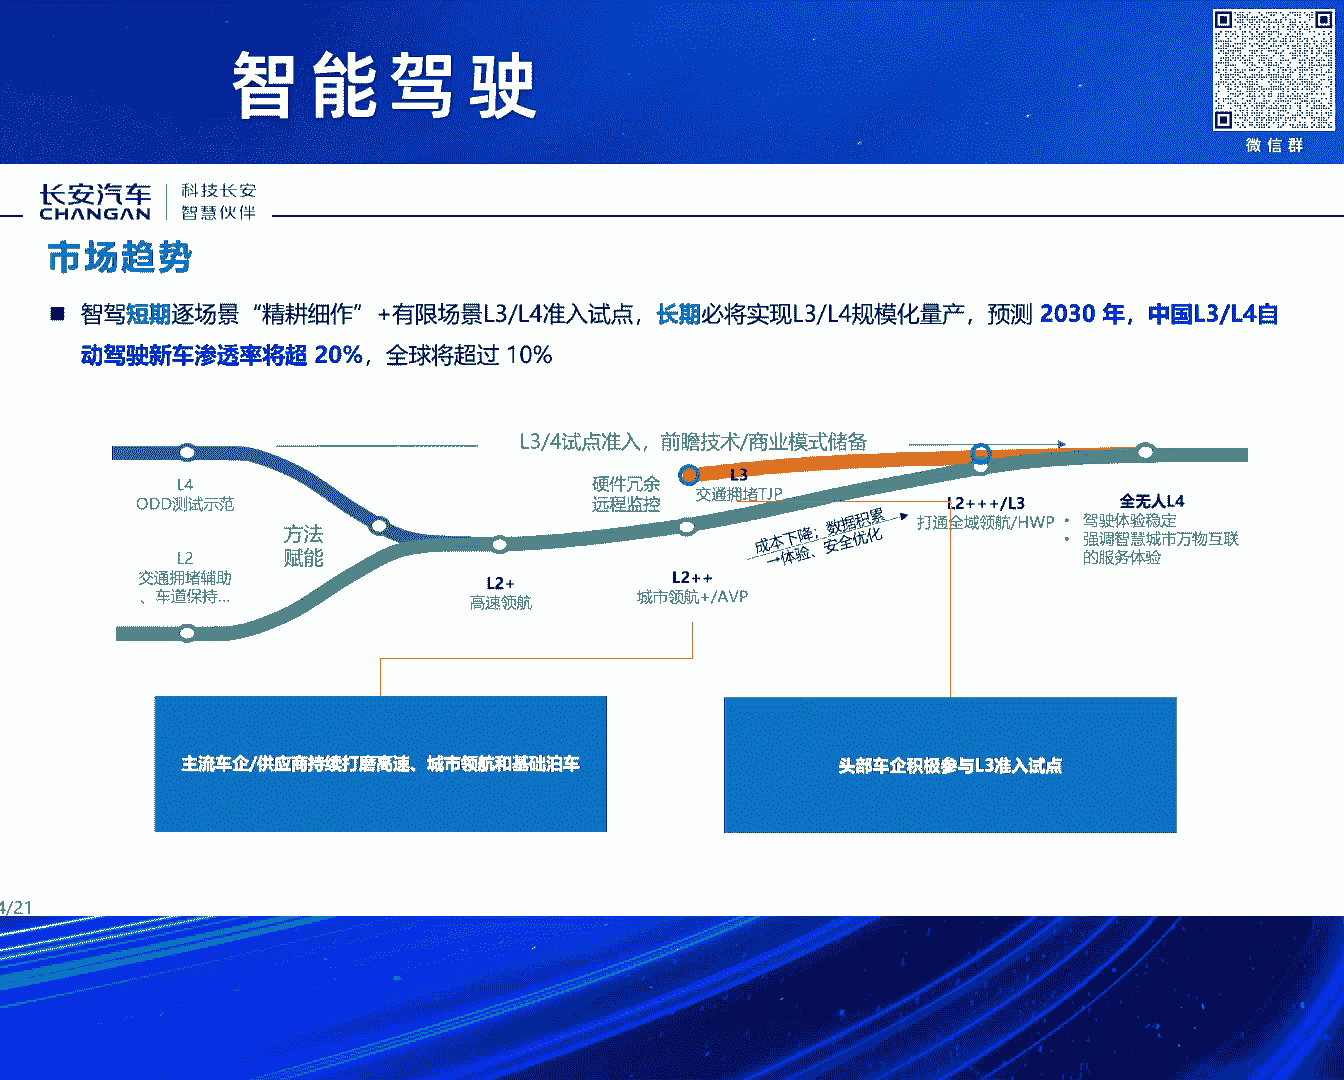 智能驾驶
微信群
长安汽车
CHANGAN
科技长安
智慧伙伴
市场趋势
■ 智驾短期逐场景“精耕细作”+有限场景L3/L4准入试点，长期必将实现L3/L4规模化量产，预测 2030 年，中国L3/L4自
动驾驶新车渗透率将超 20%，全球将超过 10%
L3/4试点准入，前瞻技术/商业模式储备
L4
ODD测试示范
方法
赋能
L2
交通拥堵辅助
、车道保持...
L2+
高速领航
硬件冗余
远程监控
L3
交通拥堵TJP
L2++
城市领航+/AVP
成本下降；数据积累
→体验、安全优化
L2+++/L3
打通全域领航/HWP
全无人L4
• 驾驶体验稳定
• 强调智慧城市万物互联
的服务体验
主流车企/供应商持续打磨高速、城市领航和基础泊车
头部车企积极参与L3准入试点
4/21